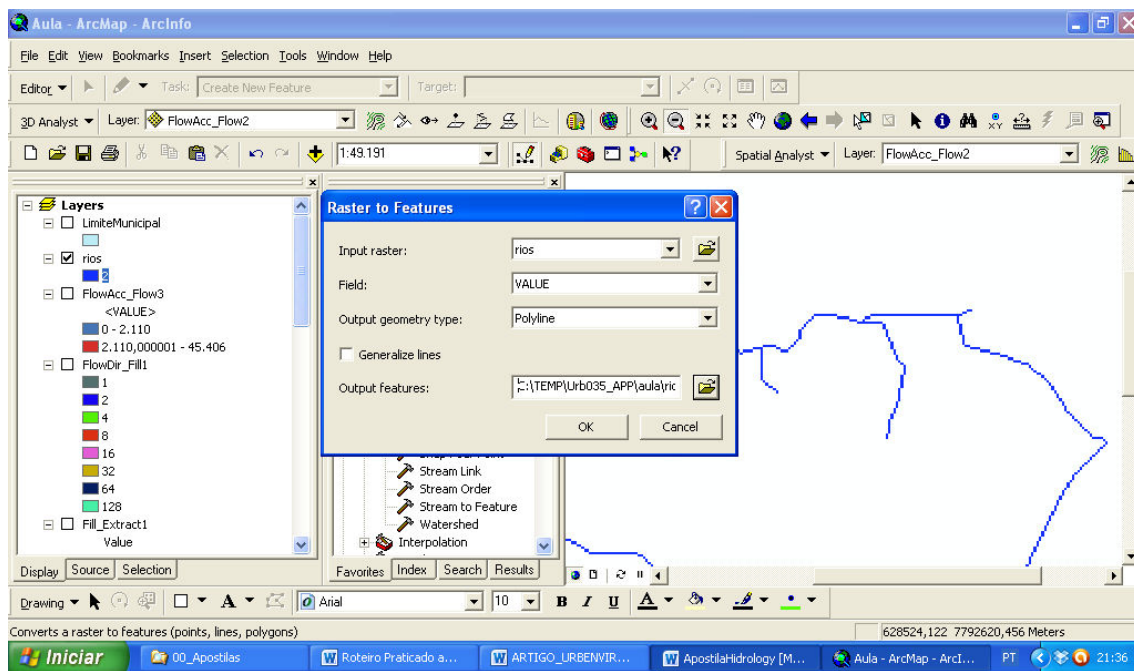 Aula - ArcMap - ArcInfo
File Edit View Bookmarks Insert Selection Tools Window Help
Editor Task: Create New Feature Target:
3D Analyst Layer: FlowAcc_Flow2
1:49.191 Spatial Analyst Layer: FlowAcc_Flow2
Layers
LimiteMunicipal
rios
2
FlowAcc_Flow3
<VALUE>
0 - 2.110
2.110,000001 - 45.406
FlowDir_Fill1
1
2
4
8
16
32
64
128
Fill_Extract1
Value
Display Source Selection
Raster to Features
Input raster: rios
Field: VALUE
Output geometry type: Polyline
Generalize lines
Output features: C:\TEMP\Urb035_APP\aula\ric
OK Cancel
Stream Link
Stream Order
Stream to Feature
Watershed
Interpolation
Favorites Index Search Results
Drawing A Arial 10 B I U A
Converts a raster to features (points, lines, polygons) 628524,122 7792620,456 Meters
Iniciar 00_Apostilas Roteiro Praticado a... ARTIGO_URBENVIR... ApostilaHidrology [M... Aula - ArcMap - ArcI... PT 21:36